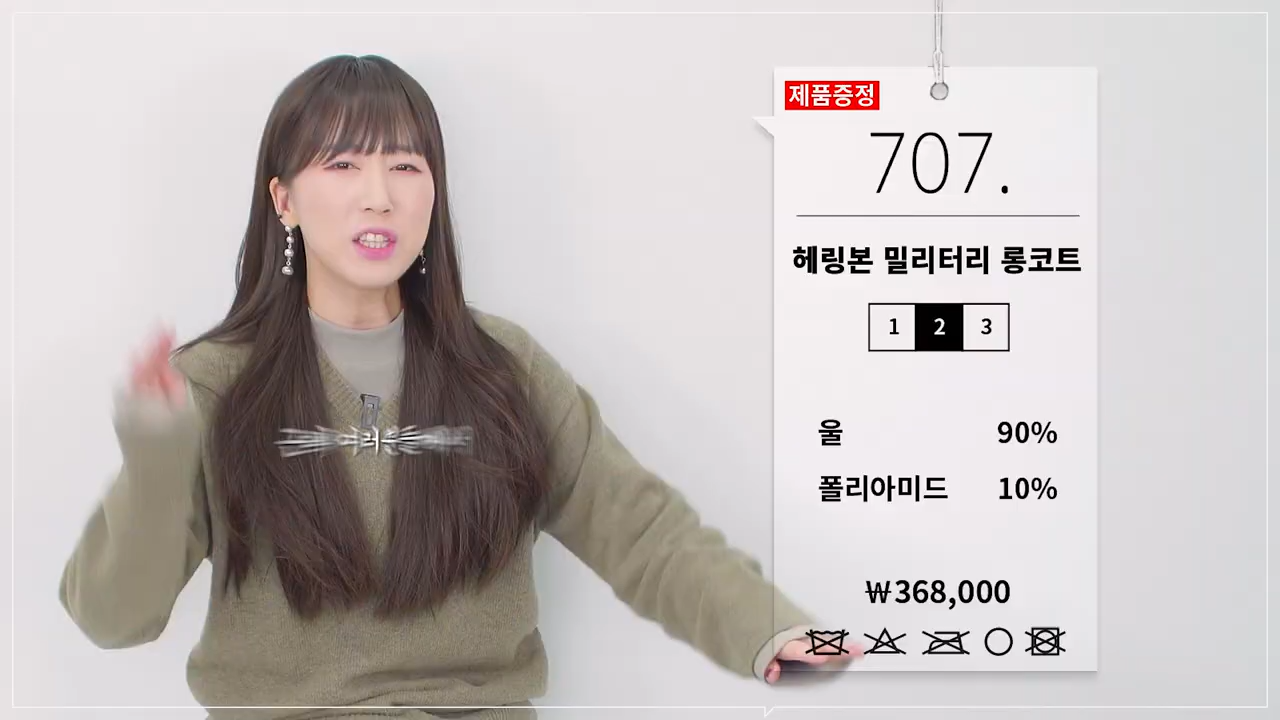 제품증정
707.
헤링본 밀리터리 롱코트
1 2 3
울 90%
폴리아미드 10%
₩368,000